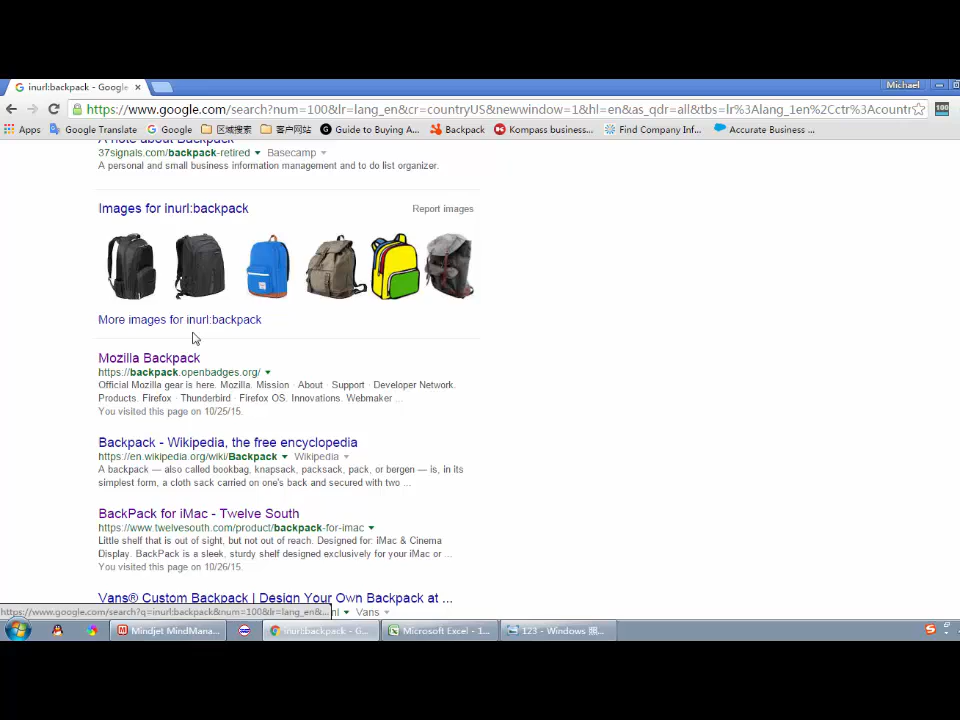 inurl:backpack - Google
Michael
https://www.google.com/search?num=100&lr=lang_en&cr=countryUS&newwindow=1&hl=en&as_qdr=all&tbs=lr%3Alang_1en%2Cctr%3Acountr
100
Apps Google Translate Google 区域搜索 客户网站 Guide to Buying A... Backpack Kompass business... Find Company Inf... Accurate Business ...
A note about Backpack
37signals.com/backpack-retired Basecamp
A personal and small business information management and to do list organizer.
Images for inurl:backpack Report images
More images for inurl:backpack
Mozilla Backpack
https://backpack.openbadges.org/
Official Mozilla gear is here. Mozilla. Mission · About · Support · Developer Network.
Products. Firefox · Thunderbird · Firefox OS. Innovations. Webmaker ...
You visited this page on 10/25/15.
Backpack - Wikipedia, the free encyclopedia
https://en.wikipedia.org/wiki/Backpack Wikipedia
A backpack — also called bookbag, knapsack, packsack, pack, or bergen — is, in its
simplest form, a cloth sack carried on one's back and secured with two ...
BackPack for iMac - Twelve South
https://www.twelvesouth.com/product/backpack-for-imac
Little shelf that is out of sight, but not out of reach. Designed for: iMac & Cinema
Display. BackPack is a sleek, sturdy shelf designed exclusively for your iMac or ...
You visited this page on 10/26/15.
Vans® Custom Backpack | Design Your Own Backpack at ...
https://www.google.com/search?q=inurl:backpack&num=100&lr=lang_en&... nl Vans
Mindjet MindMana... inurl:backpack - G... Microsoft Excel - 1... 123 - Windows 照...